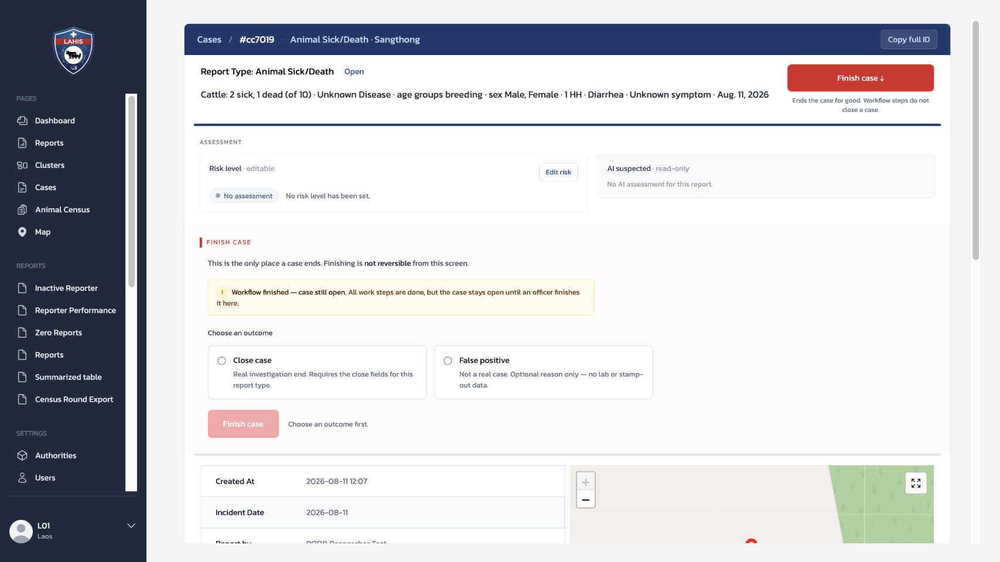 LAHIS
PAGES
Dashboard
Reports
Clusters
Cases
Animal Census
Map
REPORTS
Inactive Reporter
Reporter Performance
Zero Reports
Reports
Summarized table
Census Round Export
SETTINGS
Authorities
Users
L01
Laos
Cases / #cc7019 · Animal Sick/Death · Sangthong
Copy full ID
Report Type: Animal Sick/Death Open
Cattle: 2 sick, 1 dead (of 10) · Unknown Disease · age groups breeding · sex Male, Female · 1 HH · Diarrhea · Unknown symptom · Aug. 11, 2026
Finish case ↓
Ends the case for good. Workflow steps do not
close a case.
ASSESSMENT
Risk level · editable
Edit risk
No assessment No risk level has been set.
AI suspected · read-only
No AI assessment for this report.
FINISH CASE
This is the only place a case ends. Finishing is not reversible from this screen.
! Workflow finished — case still open. All work steps are done, but the case stays open until an officer finishes
it here.
Choose an outcome
Close case
Real investigation end. Requires the close fields for this
report type.
False positive
Not a real case. Optional reason only — no lab or stamp-
out data.
Finish case Choose an outcome first.
Created At 2026-08-11 12:07
Incident Date 2026-08-11
Report by PODD Researcher Test
+
−